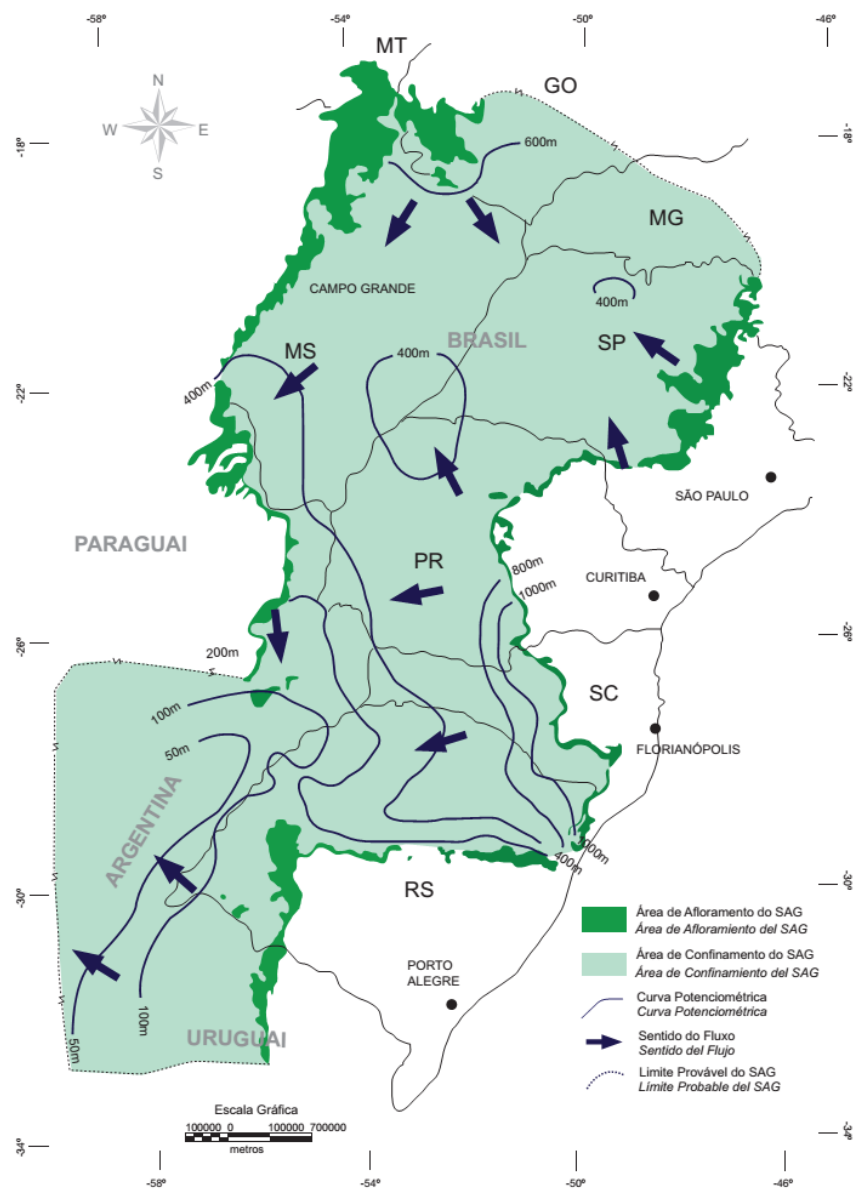 -58°
-54°
-50°
-46°
MT
GO
N
W
E
S
-18°
-18°
600m
MG
CAMPO GRANDE
400m
BRASIL
MS
SP
400m
400m
-22°
-22°
SÃO PAULO
PARAGUAI
PR
800m
1000m
CURITIBA
-26°
-26°
200m
SC
100m
50m
FLORIANÓPOLIS
ARGENTINA
1000m
400m
-30°
-30°
RS
Área de Afloramento do SAG
Área de Afloramiento del SAG
Área de Confinamento do SAG
Área de Confinamiento del SAG
PORTO
ALEGRE
Curva Potenciométrica
Curva Potenciométrica
100m
50m
URUGUAI
Sentido do Fluxo
Sentido del Flujo
Limite Provável do SAG
Límite Probable del SAG
Escala Gráfica
100000 0 100000 700000
metros
-34°
-34°
-58°
-54°
-50°
-46°